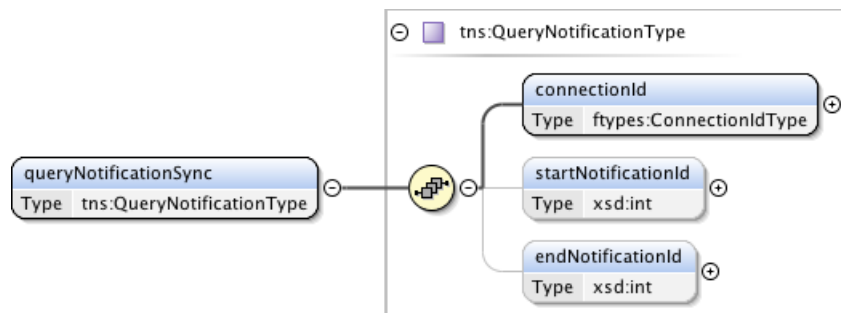 tns:QueryNotificationType
connectionId
Type ftypes:ConnectionIdType
queryNotificationSync
Type tns:QueryNotificationType
startNotificationId
Type xsd:int
endNotificationId
Type xsd:int